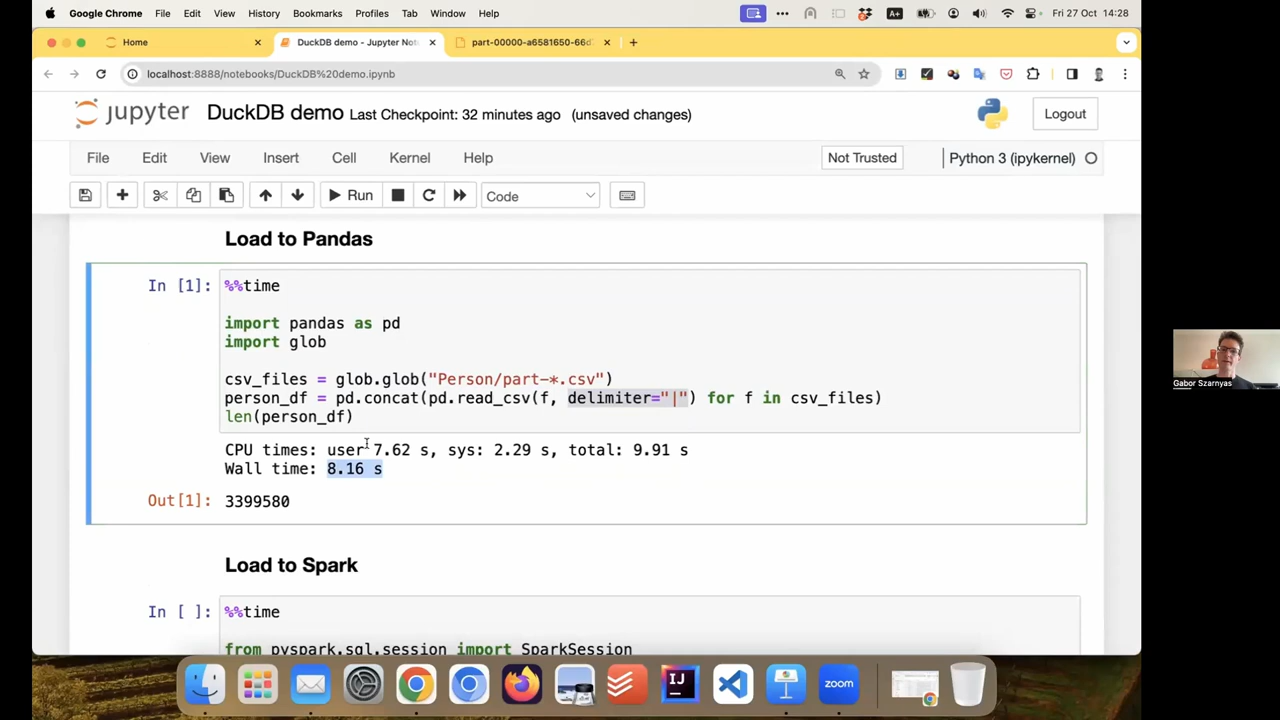 Google Chrome File Edit View History Bookmarks Profiles Tab Window Help A+ Fri 27 Oct 14:28
Home DuckDB demo - Jupyter Not part-00000-a6581650-66d
localhost:8888/notebooks/DuckDB%20demo.ipynb
jupyter DuckDB demo Last Checkpoint: 32 minutes ago (unsaved changes) Logout
File Edit View Insert Cell Kernel Help Not Trusted Python 3 (ipykernel)
Run Code
Load to Pandas
In [1]: %%time
import pandas as pd
import glob
csv_files = glob.glob("Person/part-*.csv")
person_df = pd.concat(pd.read_csv(f, delimiter="|") for f in csv_files)
len(person_df)
CPU times: user 7.62 s, sys: 2.29 s, total: 9.91 s
Wall time: 8.16 s
Out[1]: 3399580
Load to Spark
In [ ]: %%time
from pyspark.sql.session import SparkSession
Gabor Szarnyas
zoom